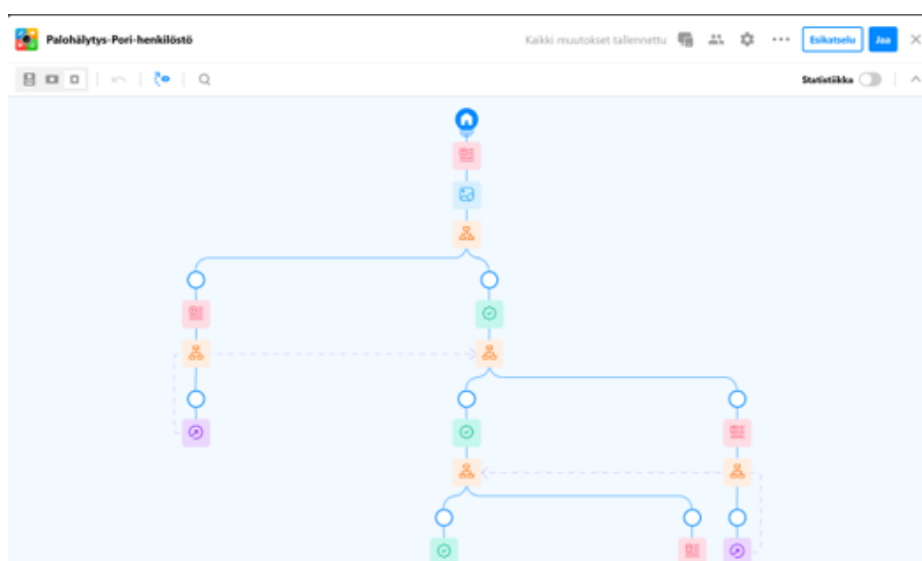 Palohälytys-Pori-henkilöstö
Kaikki muutokset tallennettu
Esikatselu
Jaa
Statistiikka